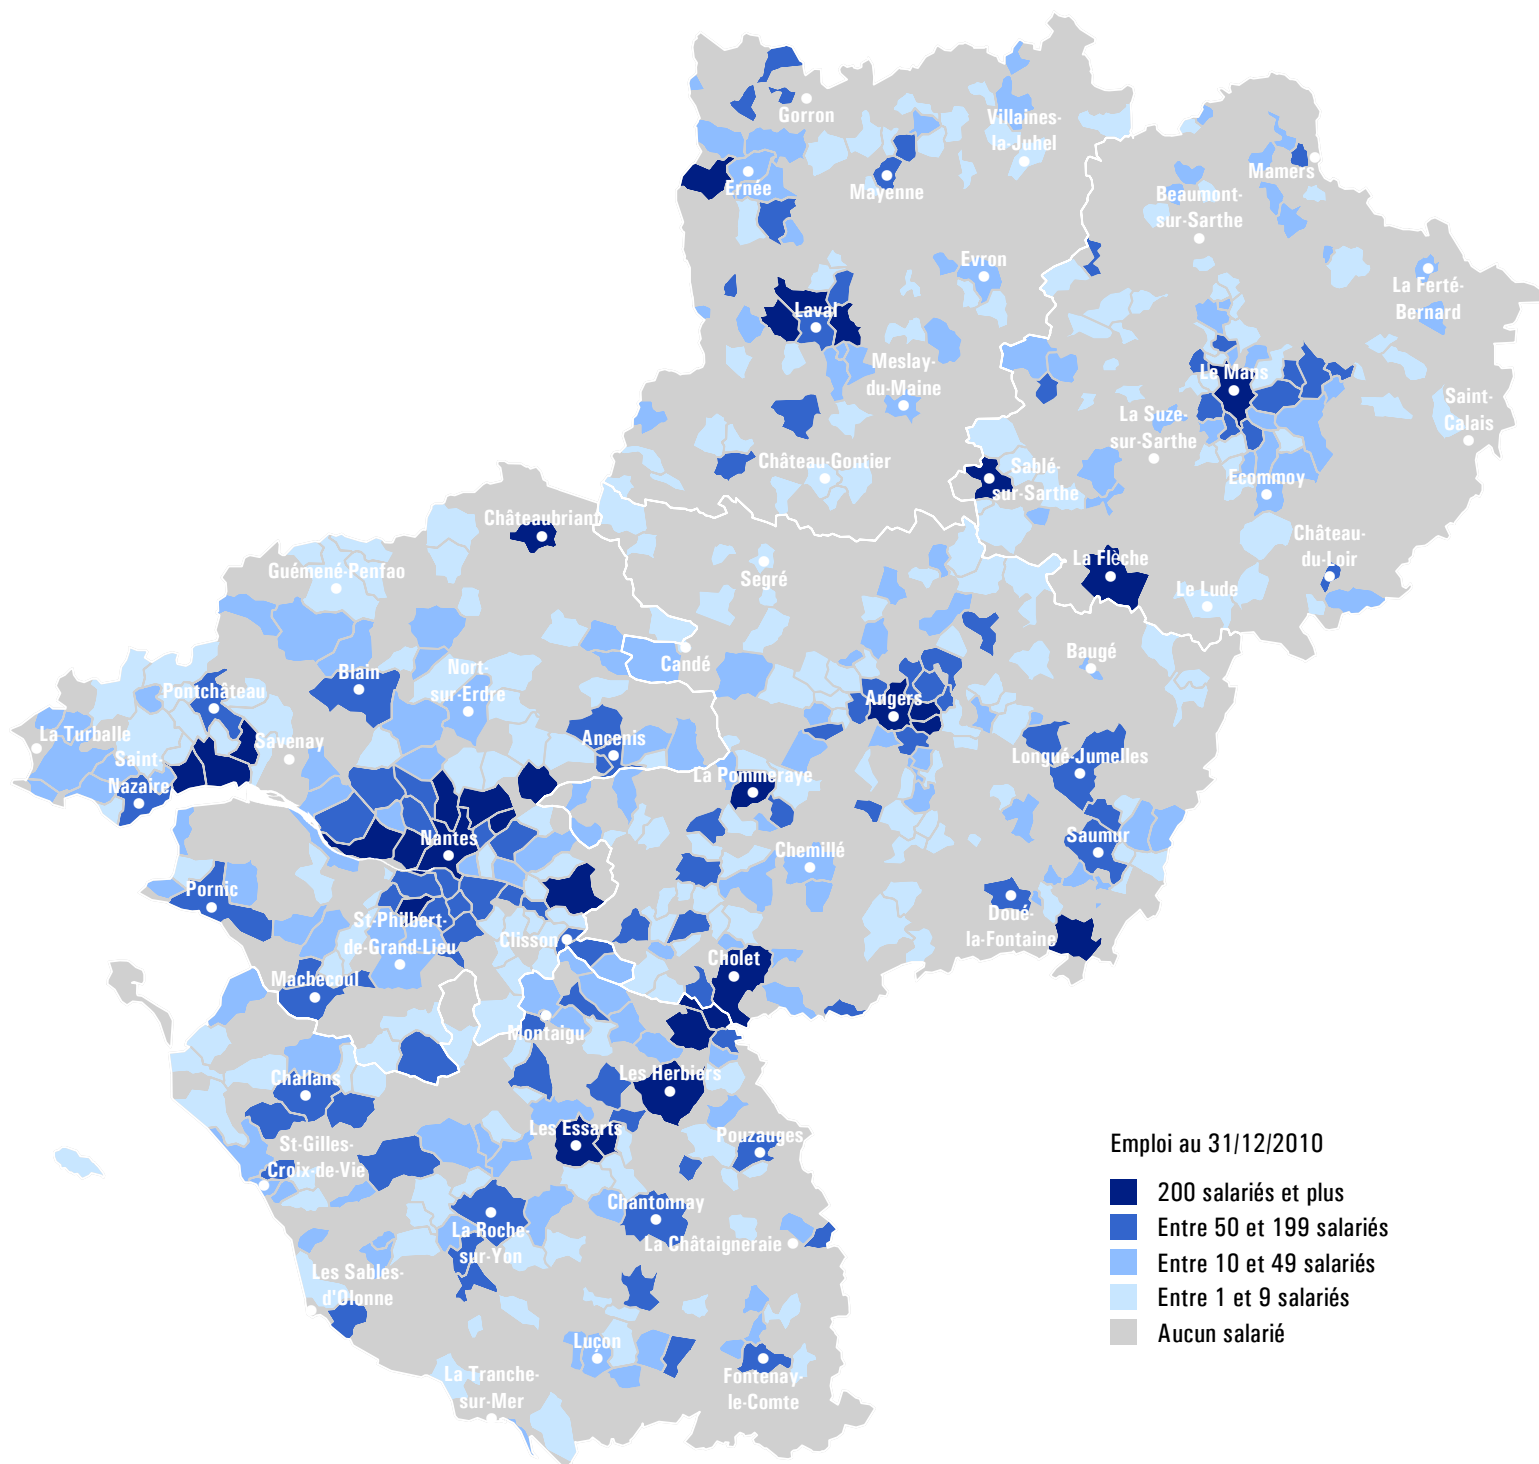 Gorron
Villaines-
la-Juhel
Mamers
Ernée
Mayenne
Beaumont-
sur-Sarthe
Evron
La Ferté-
Bernard
Laval
Meslay-
du-Maine
Le Mans
Saint-
Calais
La Suze-
sur-Sarthe
Château-Gontier
Sablé-
sur-Sarthe
Ecommoy
Châteaubriant
Château-
du-Loir
Guémené-Penfao
Segré
La Flèche
Le Lude
Candé
Baugé
Blain
Nort-
sur-Erdre
Pontchâteau
Angers
La Turballe
Savenay
Ancenis
Saint-
Nazaire
Longué-Jumelles
La Pommeraye
Nantes
Saumur
Chemillé
Pornic
St-Philbert-
de-Grand-Lieu
Clisson
Doué-
la-Fontaine
Cholet
Machecoul
Montaigu
Challans
Les Herbiers
St-Gilles-
Croix-de-Vie
Les Essarts
Pouzauges
Chantonnay
La Roche-
sur-Yon
La Châtaigneraie
Les Sables-
d'Olonne
Luçon
La Tranche-
sur-Mer
Fontenay-
le-Comte
Emploi au 31/12/2010
200 salariés et plus
Entre 50 et 199 salariés
Entre 10 et 49 salariés
Entre 1 et 9 salariés
Aucun salarié